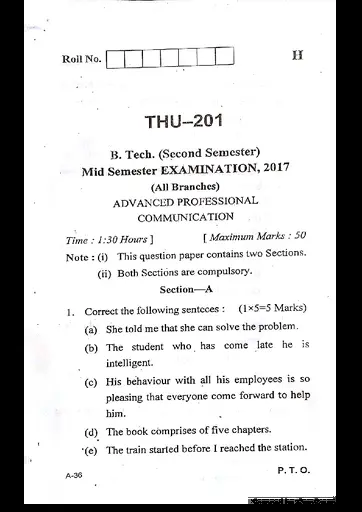 Roll No.
H
THU-201
B. Tech. (Second Semester)
Mid Semester EXAMINATION, 2017
(All Branches)
ADVANCED PROFESSIONAL
COMMUNICATION
Time : 1:30 Hours ] [ Maximum Marks : 50
Note : (i) This question paper contains two Sections.
(ii) Both Sections are compulsory.
Section—A
1. Correct the following senteces : (1×5=5 Marks)
(a) She told me that she can solve the problem.
(b) The student who has come late he is
intelligent.
(c) His behaviour with all his employees is so
pleasing that everyone come forward to help
him.
(d) The book comprises of five chapters.
(e) The train started before I reached the station.
A-36
P. T. O.